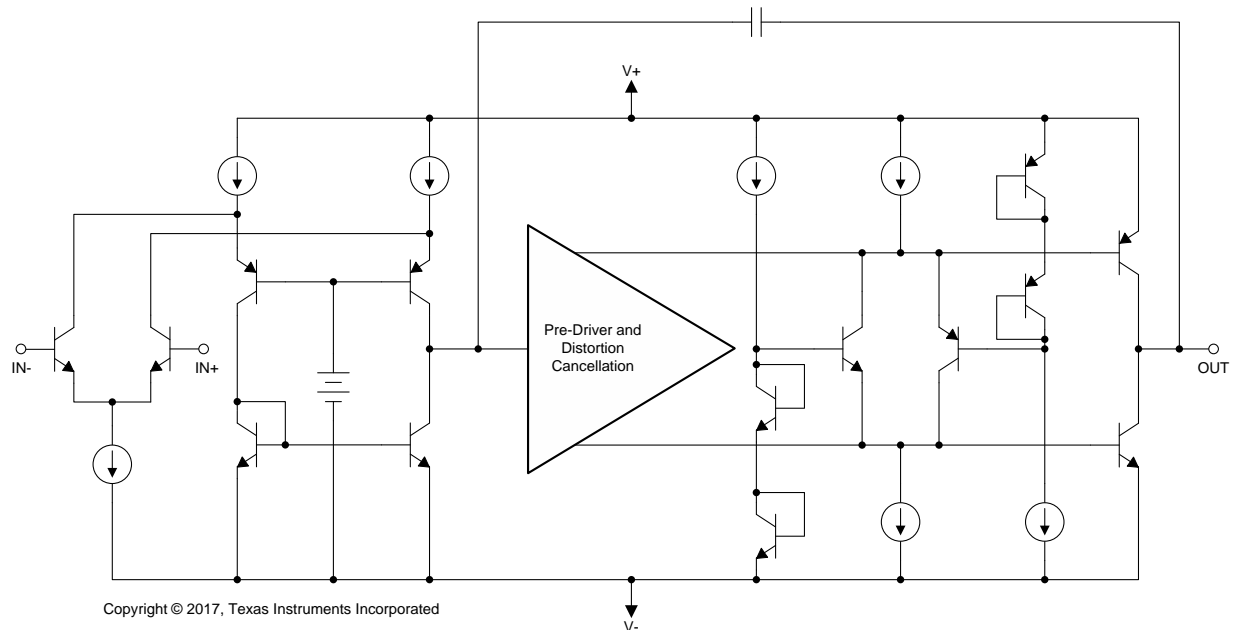 V+
Pre-Driver and
Distortion
Cancellation
IN-
IN+
OUT
Copyright © 2017, Texas Instruments Incorporated
V-